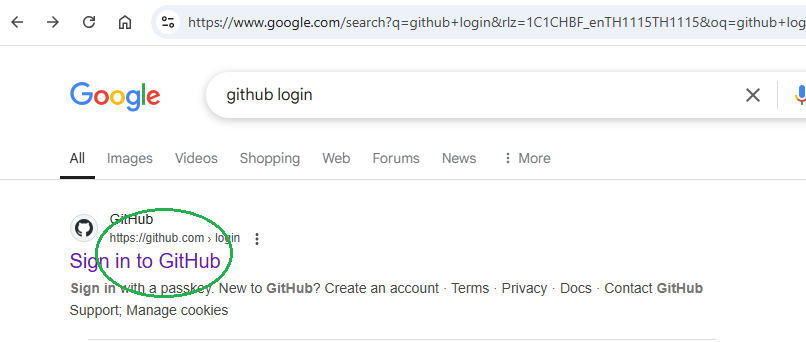 https://www.google.com/search?q=github+login&rlz=1C1CHBF_enTH1115TH1115&oq=github+log
Google
github login
All Images Videos Shopping Web Forums News More
GitHub
https://github.com › login
Sign in to GitHub
Sign in with a passkey. New to GitHub? Create an account · Terms · Privacy · Docs · Contact GitHub
Support; Manage cookies